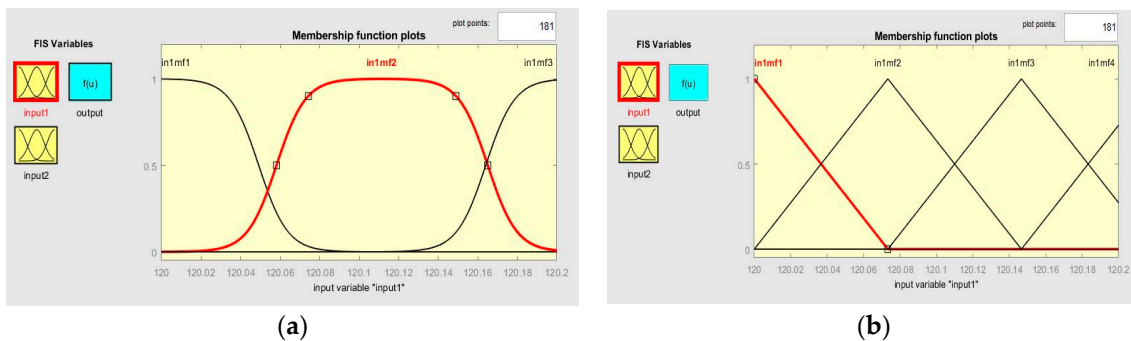 plot points: 181
FIS Variables
Membership function plots
in1mf1 in1mf2 in1mf3
f(u)
input1 output
input2
1
0.5
0
120 120.02 120.04 120.06 120.08 120.1 120.12 120.14 120.16 120.18 120.2
input variable "input1"
(a)
plot points: 181
FIS Variables
Membership function plots
in1mf1 in1mf2 in1mf3 in1mf4
f(u)
input1 output
input2
1
0.5
0
120 120.02 120.04 120.06 120.08 120.1 120.12 120.14 120.16 120.18 120.2
input variable "input1"
(b)